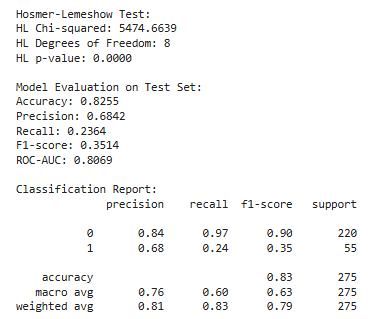 Hosmer-Lemeshow Test:
HL Chi-squared: 5474.6639
HL Degrees of Freedom: 8
HL p-value: 0.0000

Model Evaluation on Test Set:
Accuracy: 0.8255
Precision: 0.6842
Recall: 0.2364
F1-score: 0.3514
ROC-AUC: 0.8069

Classification Report:
precision recall f1-score support
0 0.84 0.97 0.90 220
1 0.68 0.24 0.35 55
accuracy 0.83 275
macro avg 0.76 0.60 0.63 275
weighted avg 0.81 0.83 0.79 275